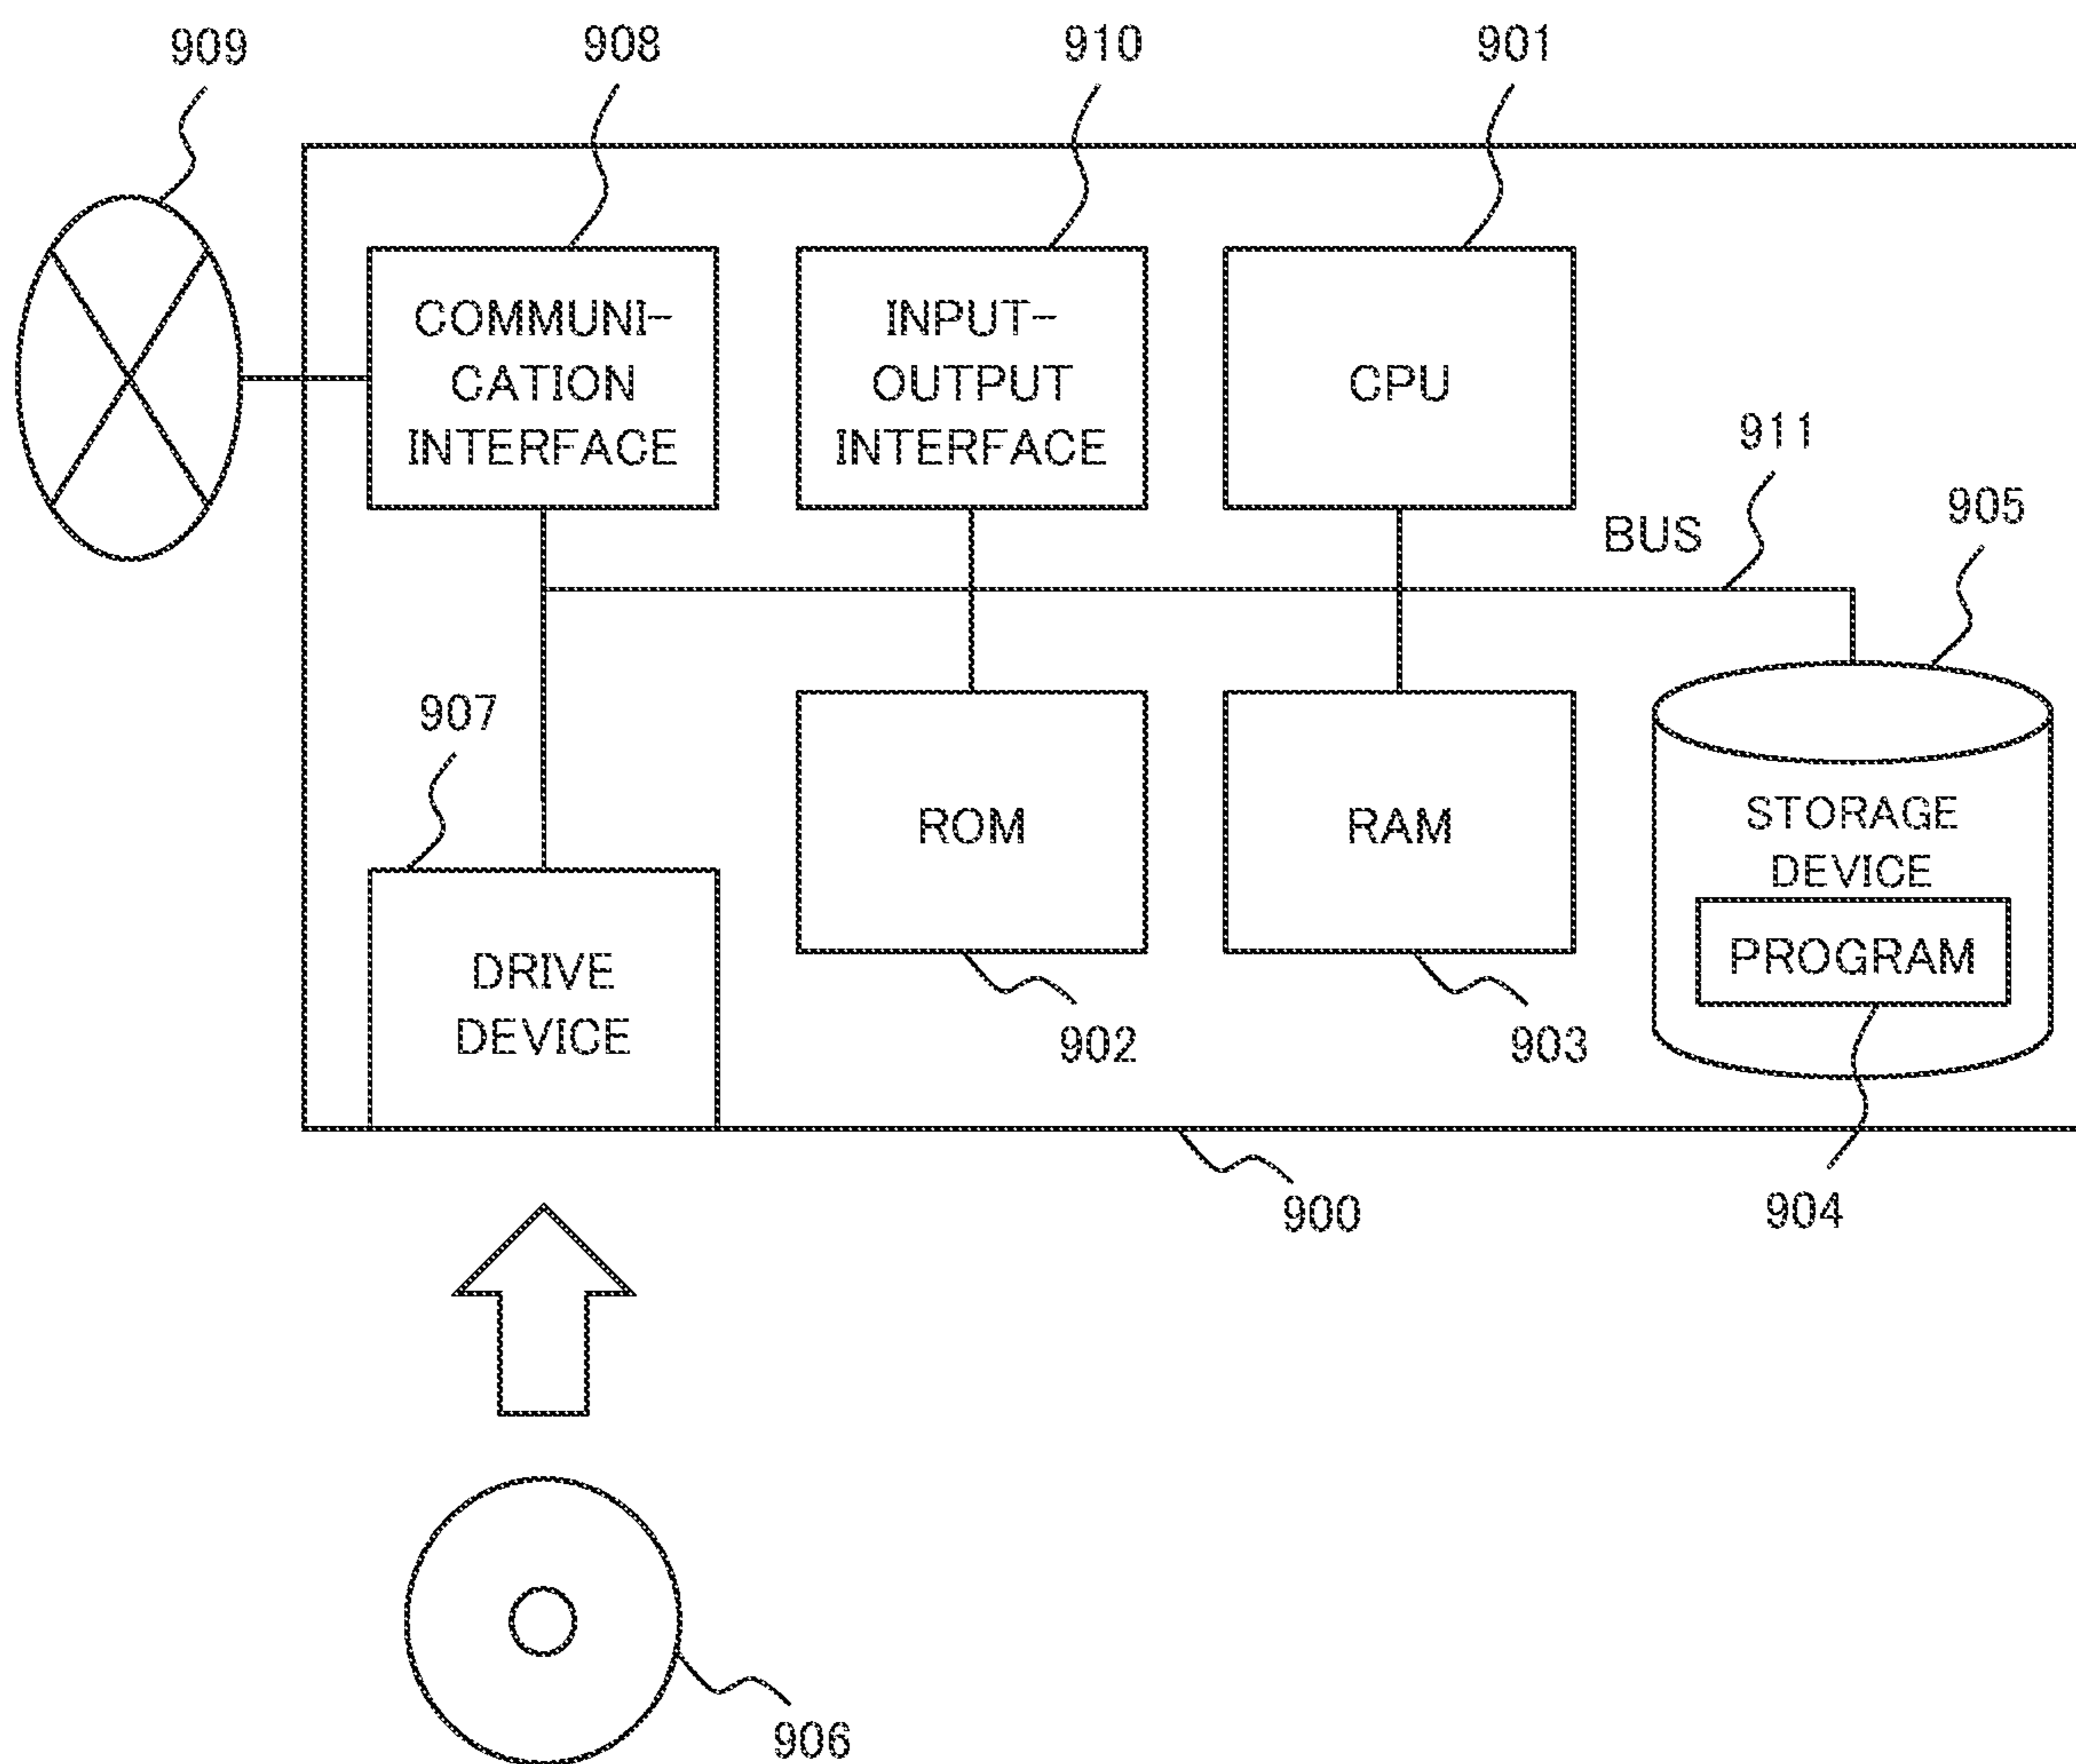 909
908
910
901
COMMUNI-
CATION
INTERFACE
INPUT-
OUTPUT
INTERFACE
CPU
911
BUS
905
907
ROM
RAM
STORAGE
DEVICE
PROGRAM
DRIVE
DEVICE
902
903
900
904
906